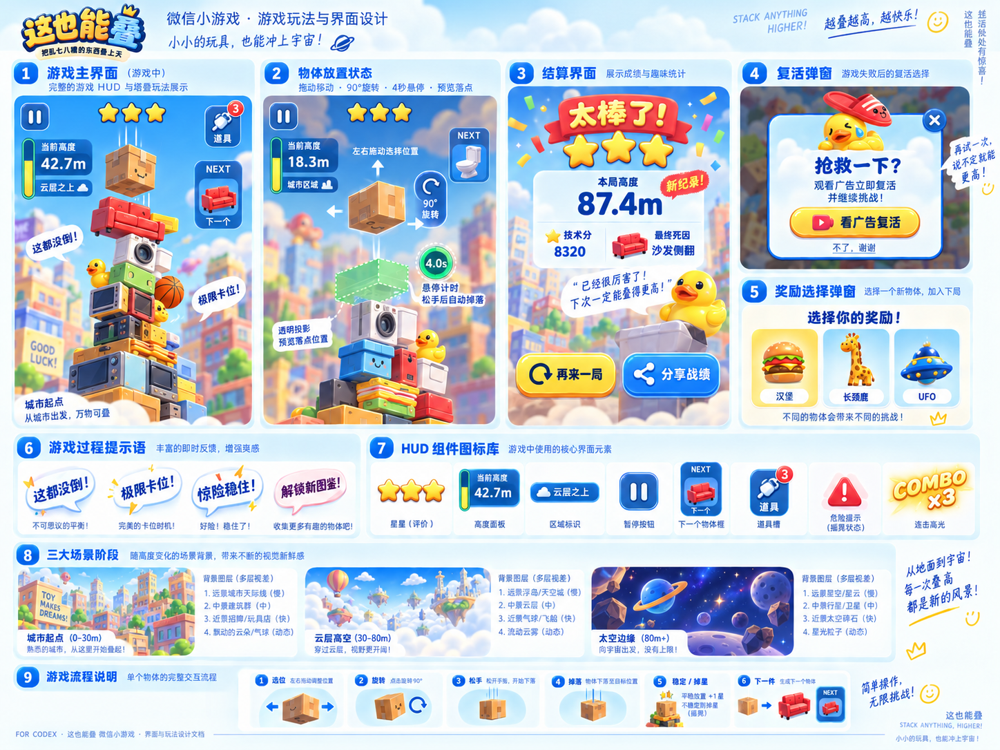 这也能叠
把乱七八糟的东西叠上天
微信小游戏 · 游戏玩法与界面设计
小小的玩具，也能冲上宇宙！
STACK ANYTHING
HIGHER!
越叠越高，越快乐！
这也能叠
1 游戏主界面 （游戏中）
完整的游戏 HUD 与塔叠玩法展示
3
道具
当前高度
42.7m
云层之上
NEXT
下一个
这都没倒！
极限卡位！
GOOD
LUCK!
城市起点
从城市出发，万物可叠
2 物体放置状态
拖动移动 · 90°旋转 · 4秒悬停 · 预览落点
当前高度
18.3m
城市区域
左右拖动选择位置
NEXT
90°
旋转
4.0s
悬停计时
松手后自动掉落
透明投影
预览落点位置
3 结算界面 展示成绩与趣味统计
太棒了！
本局高度
新纪录！
87.4m
技术分
8320
最终死因
沙发侧翻
“已经很厉害了！
下次一定能叠得更高！”
再来一局
分享战绩
4 复活弹窗 游戏失败后的复活选择
抢救一下？
观看广告立即复活
并继续挑战！
看广告复活
不了，谢谢
再试一次，
说不定就能
更高！
5 奖励选择弹窗 选择一个新物体，加入下局
选择你的奖励！
汉堡
长颈鹿
UFO
不同的物体会带来不同的挑战！
6 游戏过程提示语 丰富的即时反馈，增强爽感
这都没倒！
不可思议的平衡！
极限卡位！
完美的卡位时机！
惊险稳住！
好险！稳住了！
解锁新图鉴！
收集更多有趣的物体吧！
7 HUD 组件图标库 游戏中使用的核心界面元素
星星（评价）
当前高度
42.7m
高度面板
云层之上
区域标识
暂停按钮
NEXT
下一个
下一个物体框
3
道具
道具槽
危险提示
（摇晃状态）
COMBO
x3
连击高光
8 三大场景阶段 随高度变化的场景背景，带来不断的视觉新鲜感
TOY
MAKES
DREAMS!
城市起点（0-30m）
熟悉的城市，从这里开始叠起！
背景图层（多层视差）
1. 远景城市天际线（慢）
2. 中景建筑群（中）
3. 近景招牌/玩具店（快）
4. 飘动的云朵/气球（动态）
云层高空（30-80m）
穿过云层，视野更开阔！
背景图层（多层视差）
1. 远景浮岛/天空城（慢）
2. 中景云层（中）
3. 近景气球/飞船（快）
4. 流动云雾（动态）
太空边缘（80m+）
向宇宙出发，没有上限！
背景图层（多层视差）
1. 远景星空/星云（慢）
2. 中景行星/卫星（中）
3. 近景太空碎石（快）
4. 星光粒子（动态）
从地面到宇宙！
每一次叠高
都是新的风景！
9 游戏流程说明 单个物体的完整交互流程
1 选位 左右拖动调整位置
2 旋转 点击旋转90°
3 松手 松开手指，开始下落
4 掉落 物体下落至目标位置
5 稳定 / 掉星
平稳放置 +1星
不稳定则掉星
（摇晃）
6 下一件 生成下一个物体
NEXT
简单操作，
无限挑战！
FOR CODEX · 这也能叠 微信小游戏 · 界面与玩法设计文档
这也能叠
STACK ANYTHING, HIGHER!
小小的玩具，也能冲上宇宙！